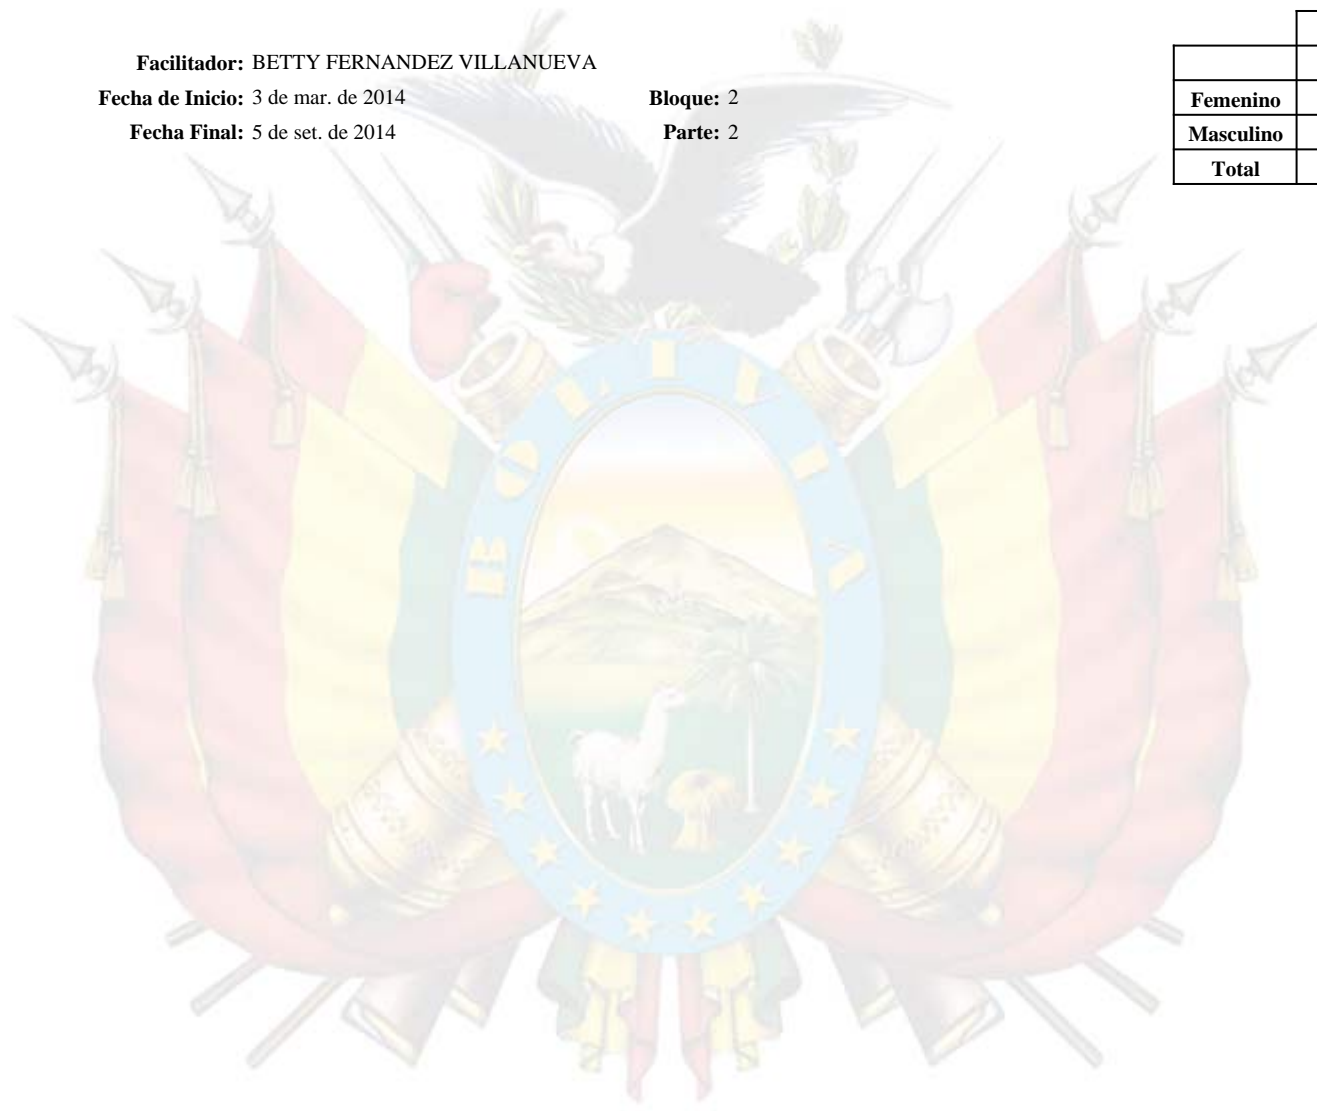 Facilitador: BETTY FERNANDEZ VILLANUEVA
Fecha de Inicio: 3 de mar. de 2014 Bloque: 2
Fecha Final: 5 de set. de 2014 Parte: 2
Femenino
Masculino
Total
BOLIVIA